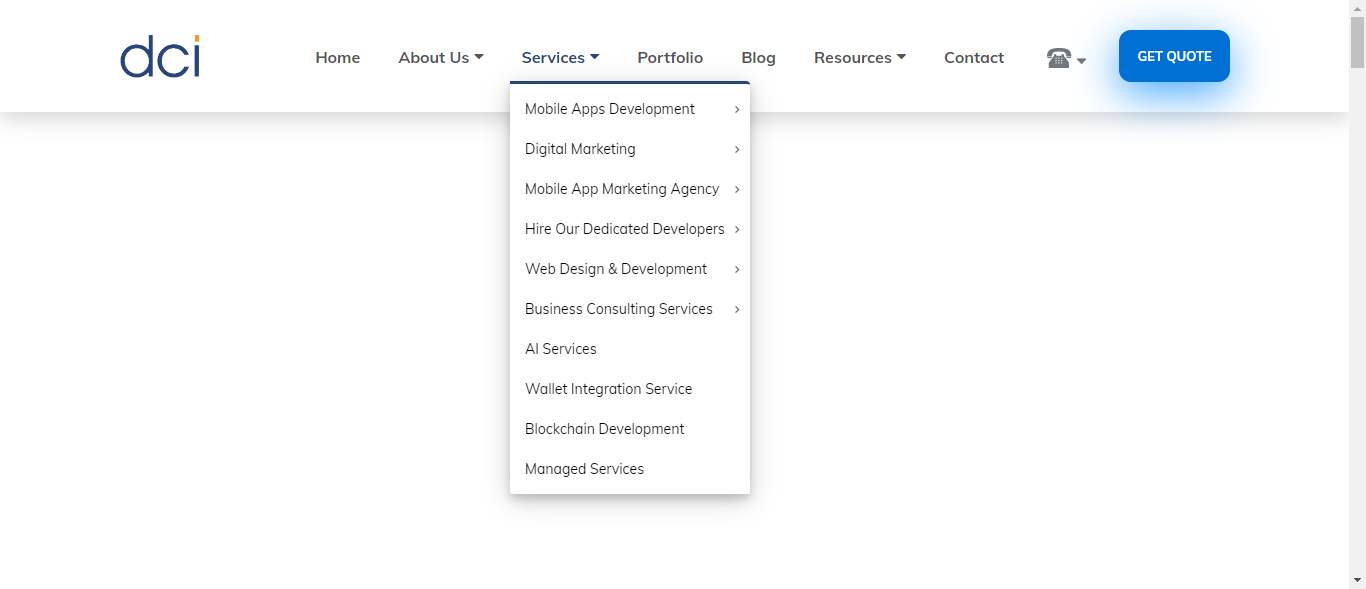 dci
Home About Us Services Portfolio Blog Resources Contact GET QUOTE
Mobile Apps Development
Digital Marketing
Mobile App Marketing Agency
Hire Our Dedicated Developers
Web Design & Development
Business Consulting Services
AI Services
Wallet Integration Service
Blockchain Development
Managed Services